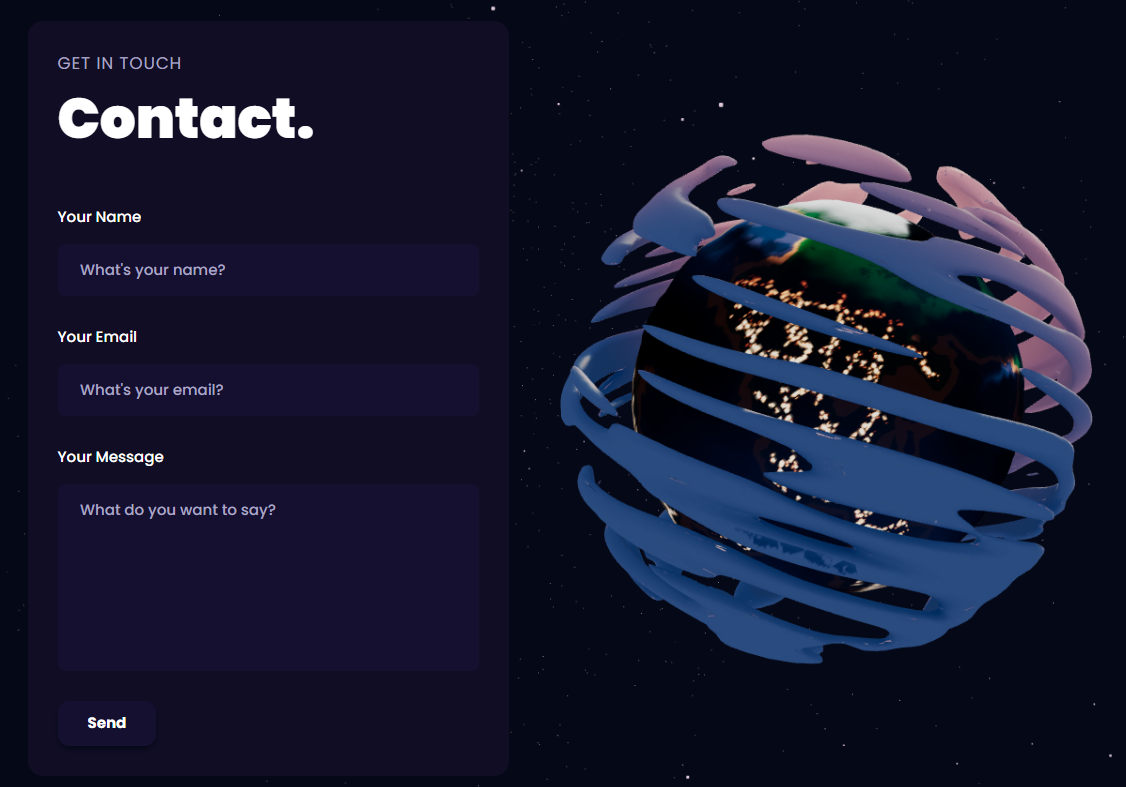 GET IN TOUCH
Contact.
Your Name
What's your name?
Your Email
What's your email?
Your Message
What do you want to say?
Send